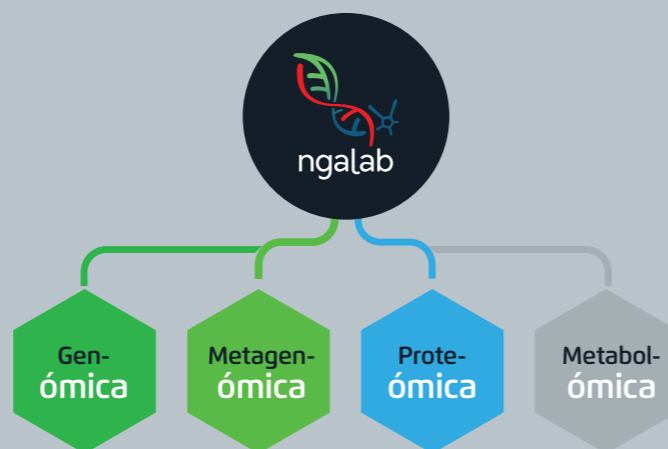 ngalab
Gen-
ómica
Metagen-
ómica
Prote-
ómica
Metabol-
ómica